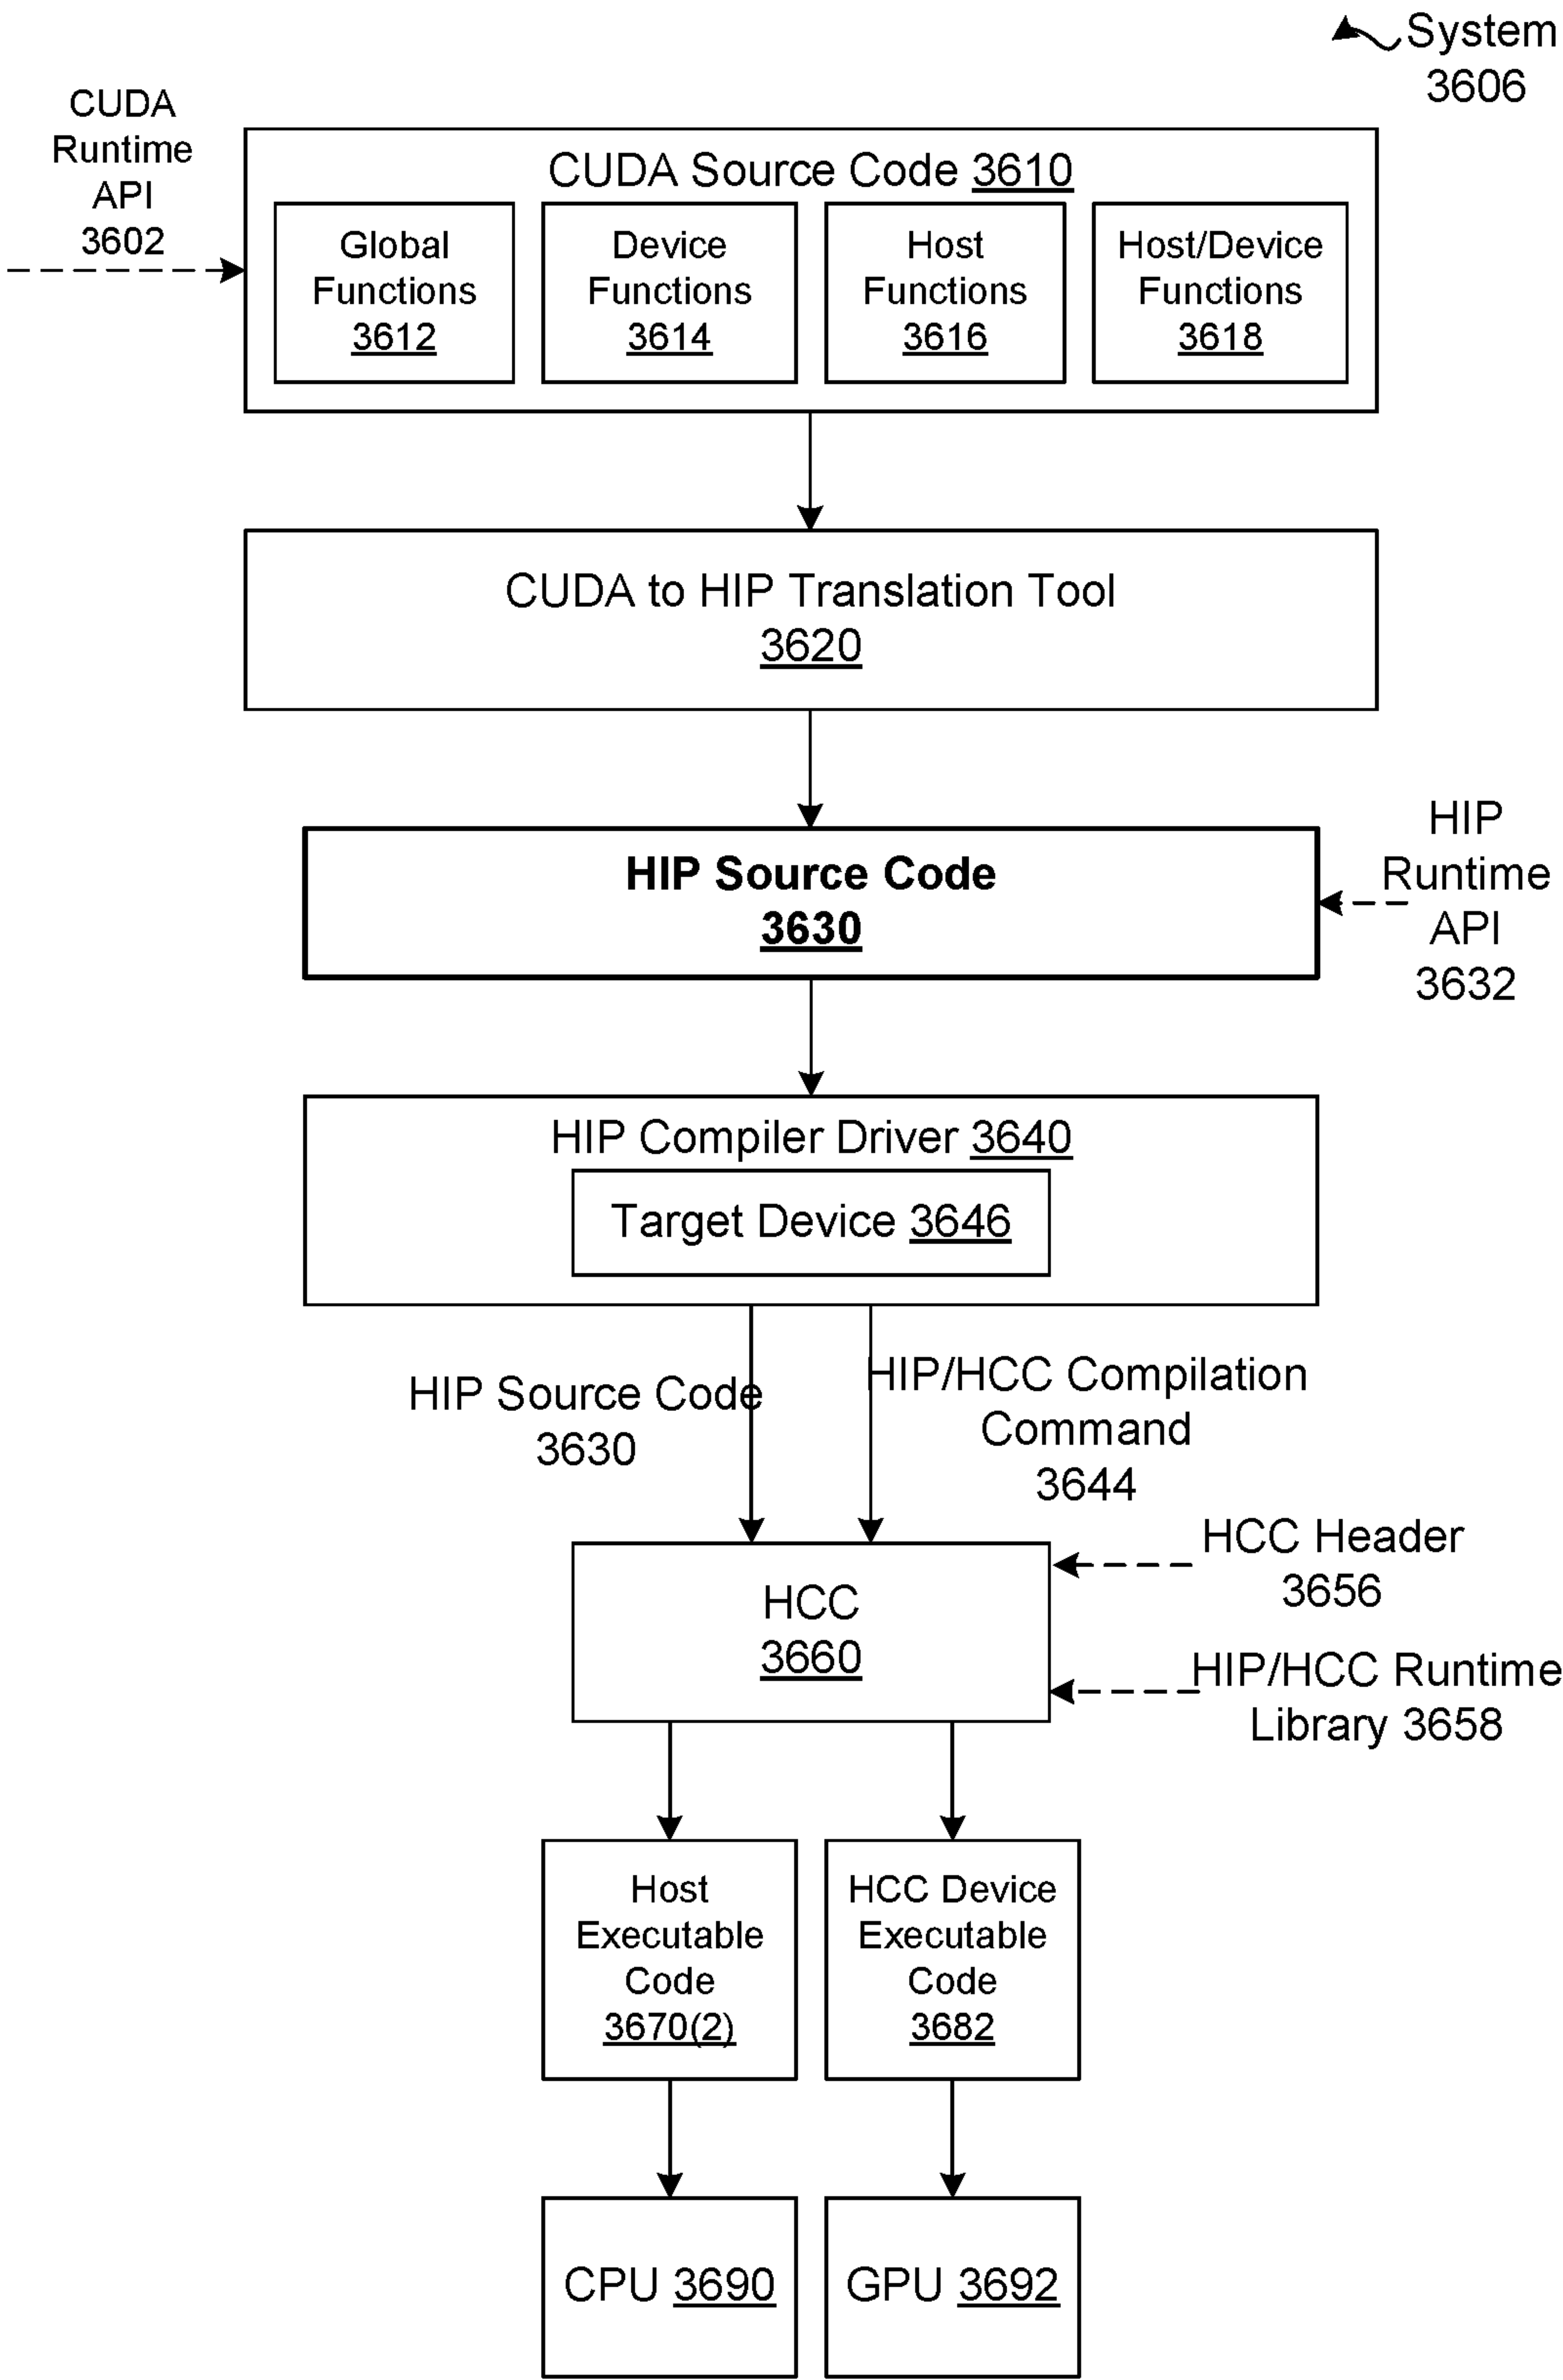 System
3606
CUDA
Runtime
API
3602
CUDA Source Code 3610
Global
Functions
3612
Device
Functions
3614
Host
Functions
3616
Host/Device
Functions
3618
CUDA to HIP Translation Tool
3620
HIP Source Code
3630
HIP
Runtime
API
3632
HIP Compiler Driver 3640
Target Device 3646
HIP Source Code
3630
HIP/HCC Compilation
Command
3644
HCC
3660
HCC Header
3656
HIP/HCC Runtime
Library 3658
Host
Executable
Code
3670(2)
HCC Device
Executable
Code
3682
CPU 3690
GPU 3692